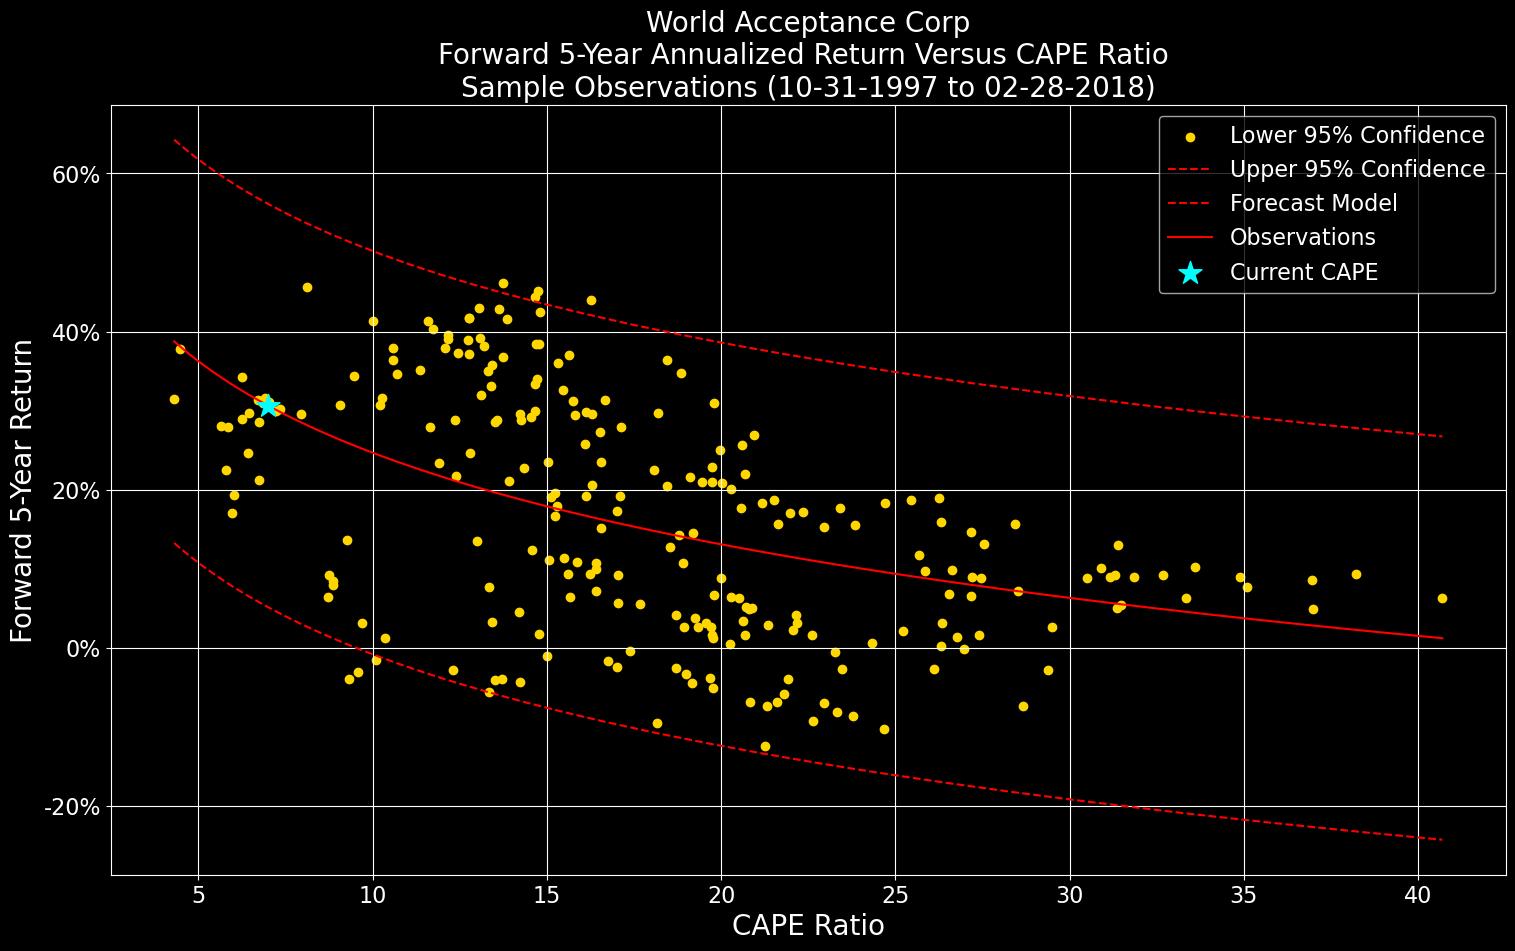 World Acceptance Corp
Forward 5-Year Annualized Return Versus CAPE Ratio
Sample Observations (10-31-1997 to 02-28-2018)
Lower 95% Confidence
Upper 95% Confidence
Forecast Model
Observations
Current CAPE
Forward 5-Year Return
60%
40%
20%
0%
-20%
5 10 15 20 25 30 35 40
CAPE Ratio